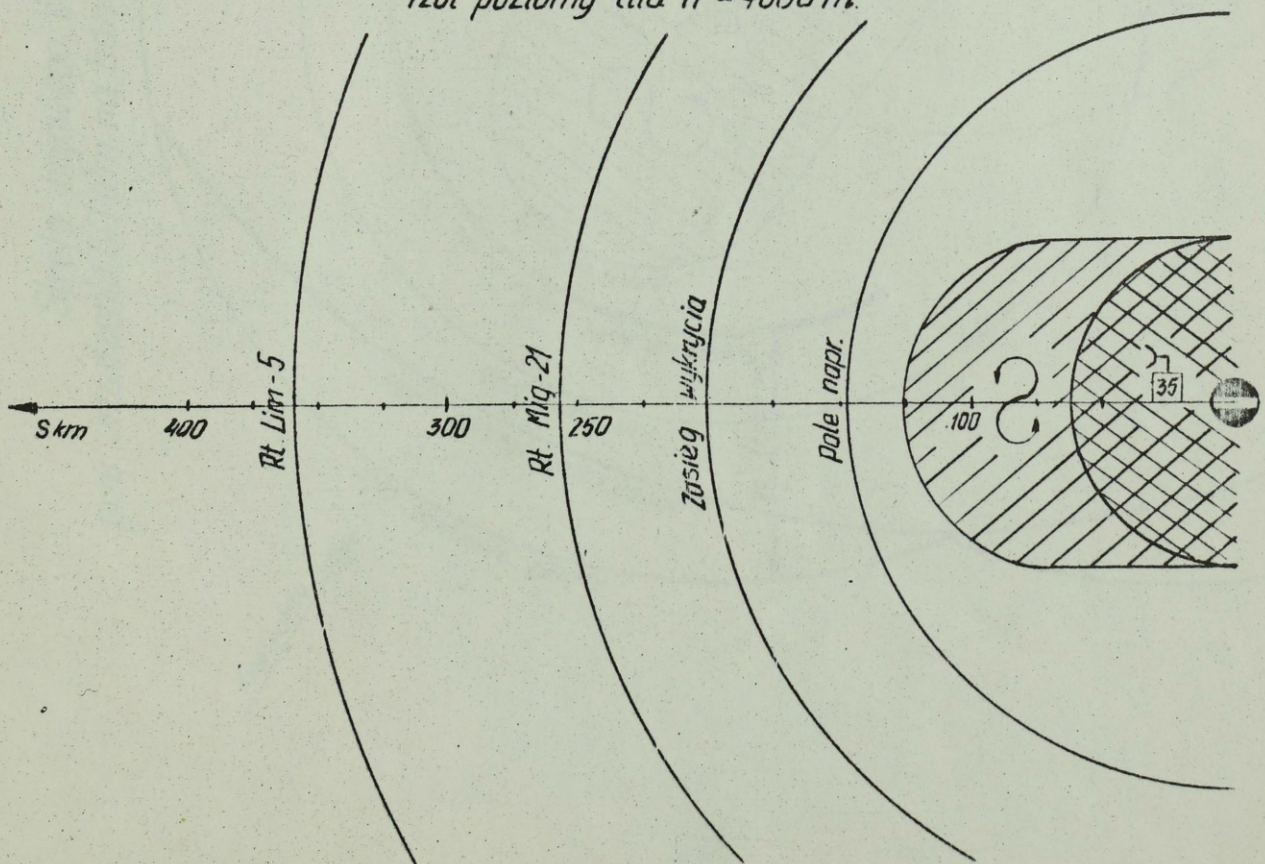 rzut poziomy dla H = 4000 m.
Rt. Lim-5
Rt. Mig-21
zasięg wykrycia
Pole napr.
S km
400
300
250
100
35